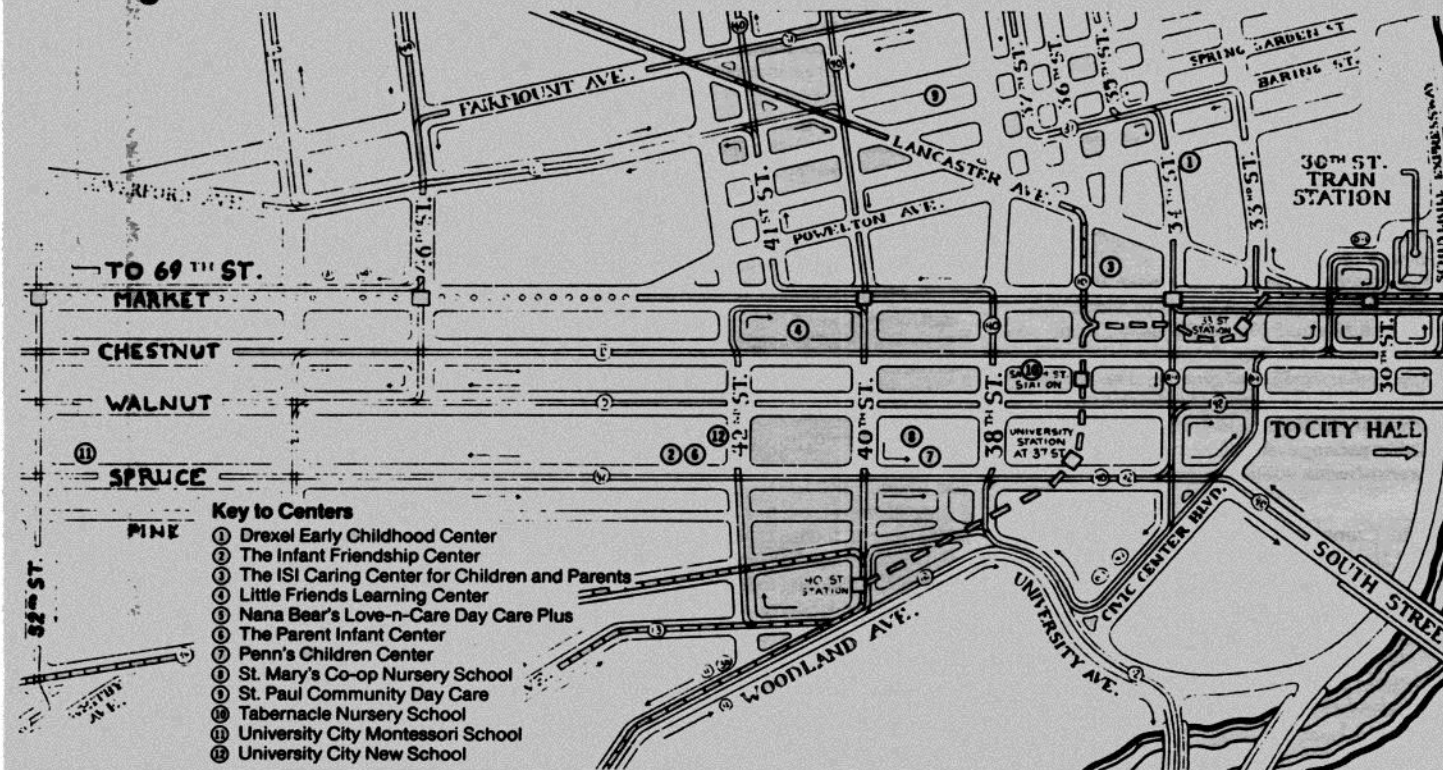 FAIRMOUNT AVE.
SPRING GARDEN ST
BARING ST.
37TH ST.
36TH ST.
35TH ST.
LANCASTER AVE.
34TH ST.
33RD ST.
30TH ST.
TRAIN
STATION
41ST ST.
POWELTON AVE.
46TH ST.
TO 69TH ST.
MARKET
33 ST
STATION
CHESTNUT
30TH ST.
WALNUT
42ND ST.
40TH ST.
38TH ST.
STATION
UNIVERSITY
STATION
AT 37 ST
TO CITY HALL
SPRUCE
PINE
CIVIC CENTER BLVD.
SOUTH STREET
40 ST
STATION
WOODLAND AVE.
UNIVERSITY AVE.
52ND ST.
AVE.
Key to Centers
① Drexel Early Childhood Center
② The Infant Friendship Center
③ The ISI Caring Center for Children and Parents
④ Little Friends Learning Center
⑤ Nana Bear's Love-n-Care Day Care Plus
⑥ The Parent Infant Center
⑦ Penn's Children Center
⑧ St. Mary's Co-op Nursery School
⑨ St. Paul Community Day Care
⑩ Tabernacle Nursery School
⑪ University City Montessori School
⑫ University City New School